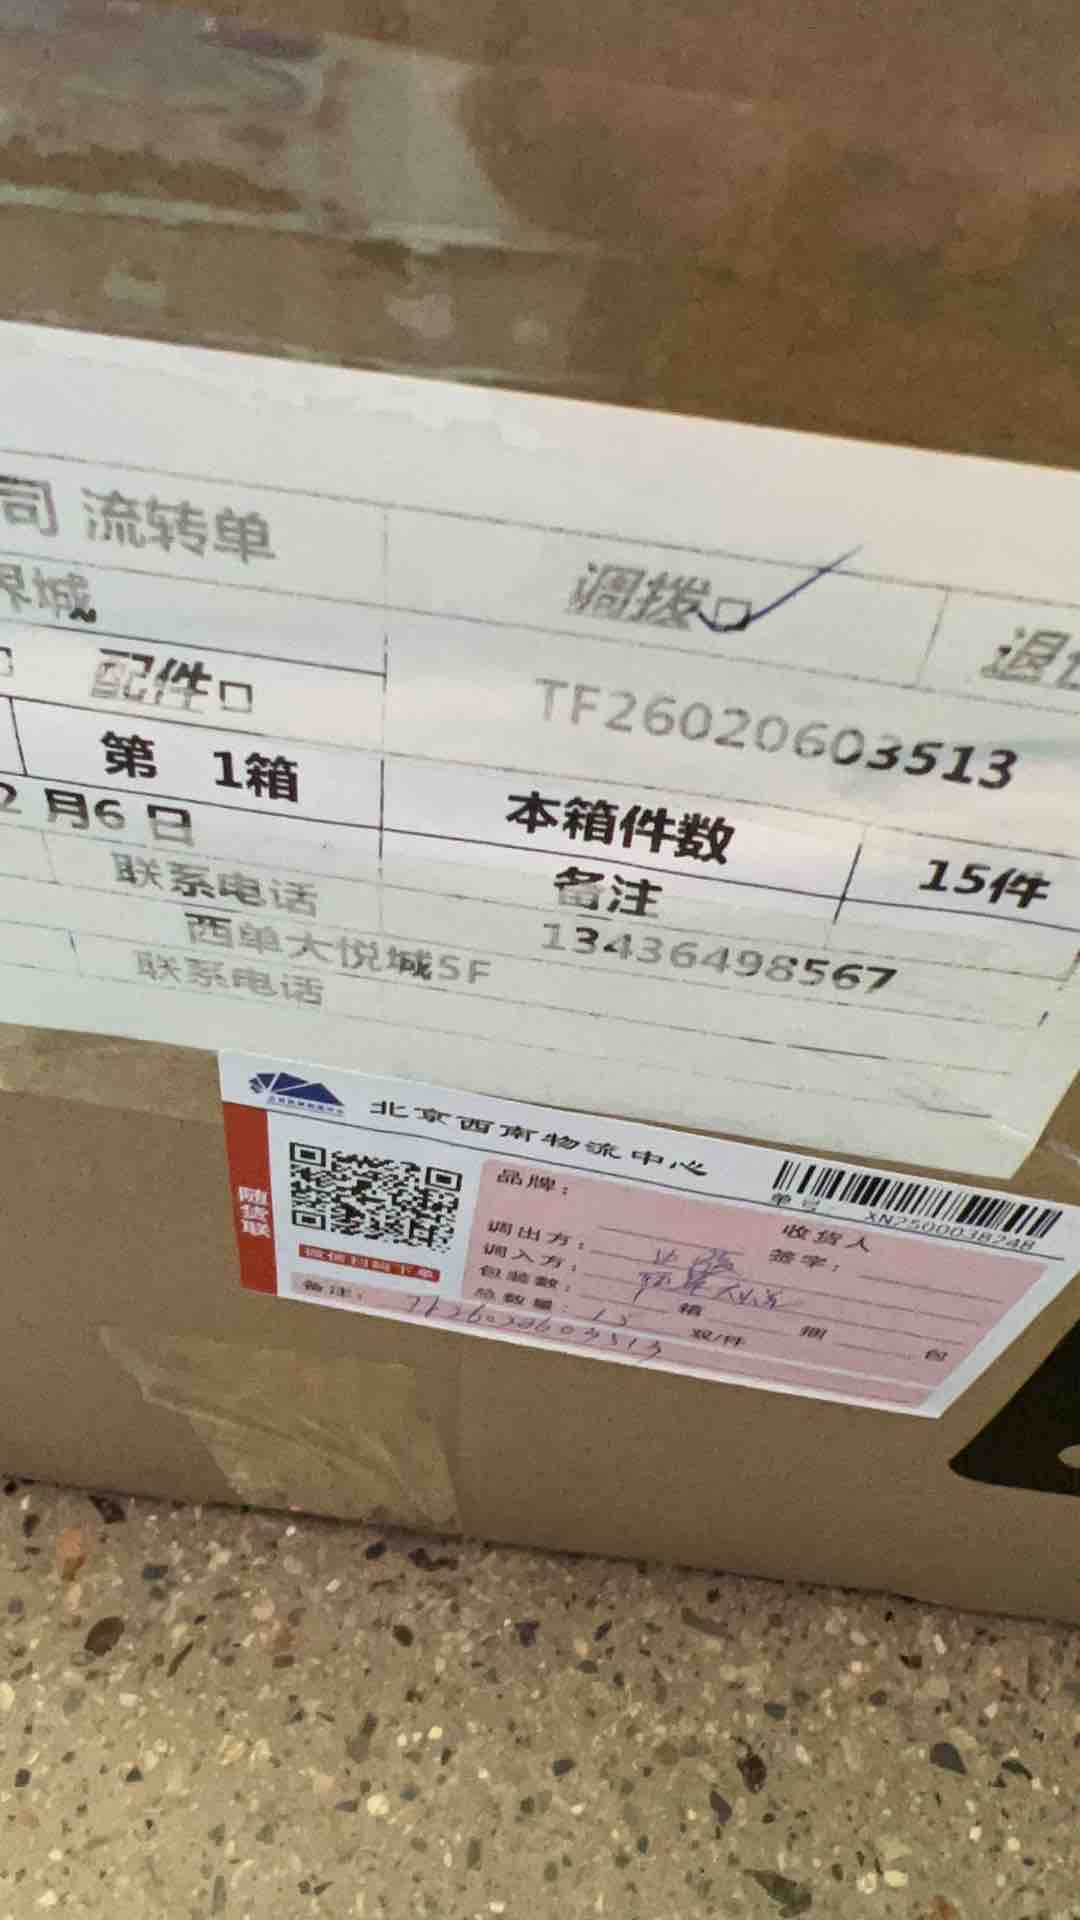 司 流转单
调拨□
界城
配件□
TF26020603513
第 1箱
本箱件数
15件
2 月6 日
备注
联系电话
13436498567
西单大悦城5F
联系电话
北京西南物流中心
随货联
微信扫码下单
品牌：
单号： XN2500038248
收货人
签字：
调出方：
调入方：
包装数： 箱 捆 包
总数量： 15 双/件
备注： TF26020603513